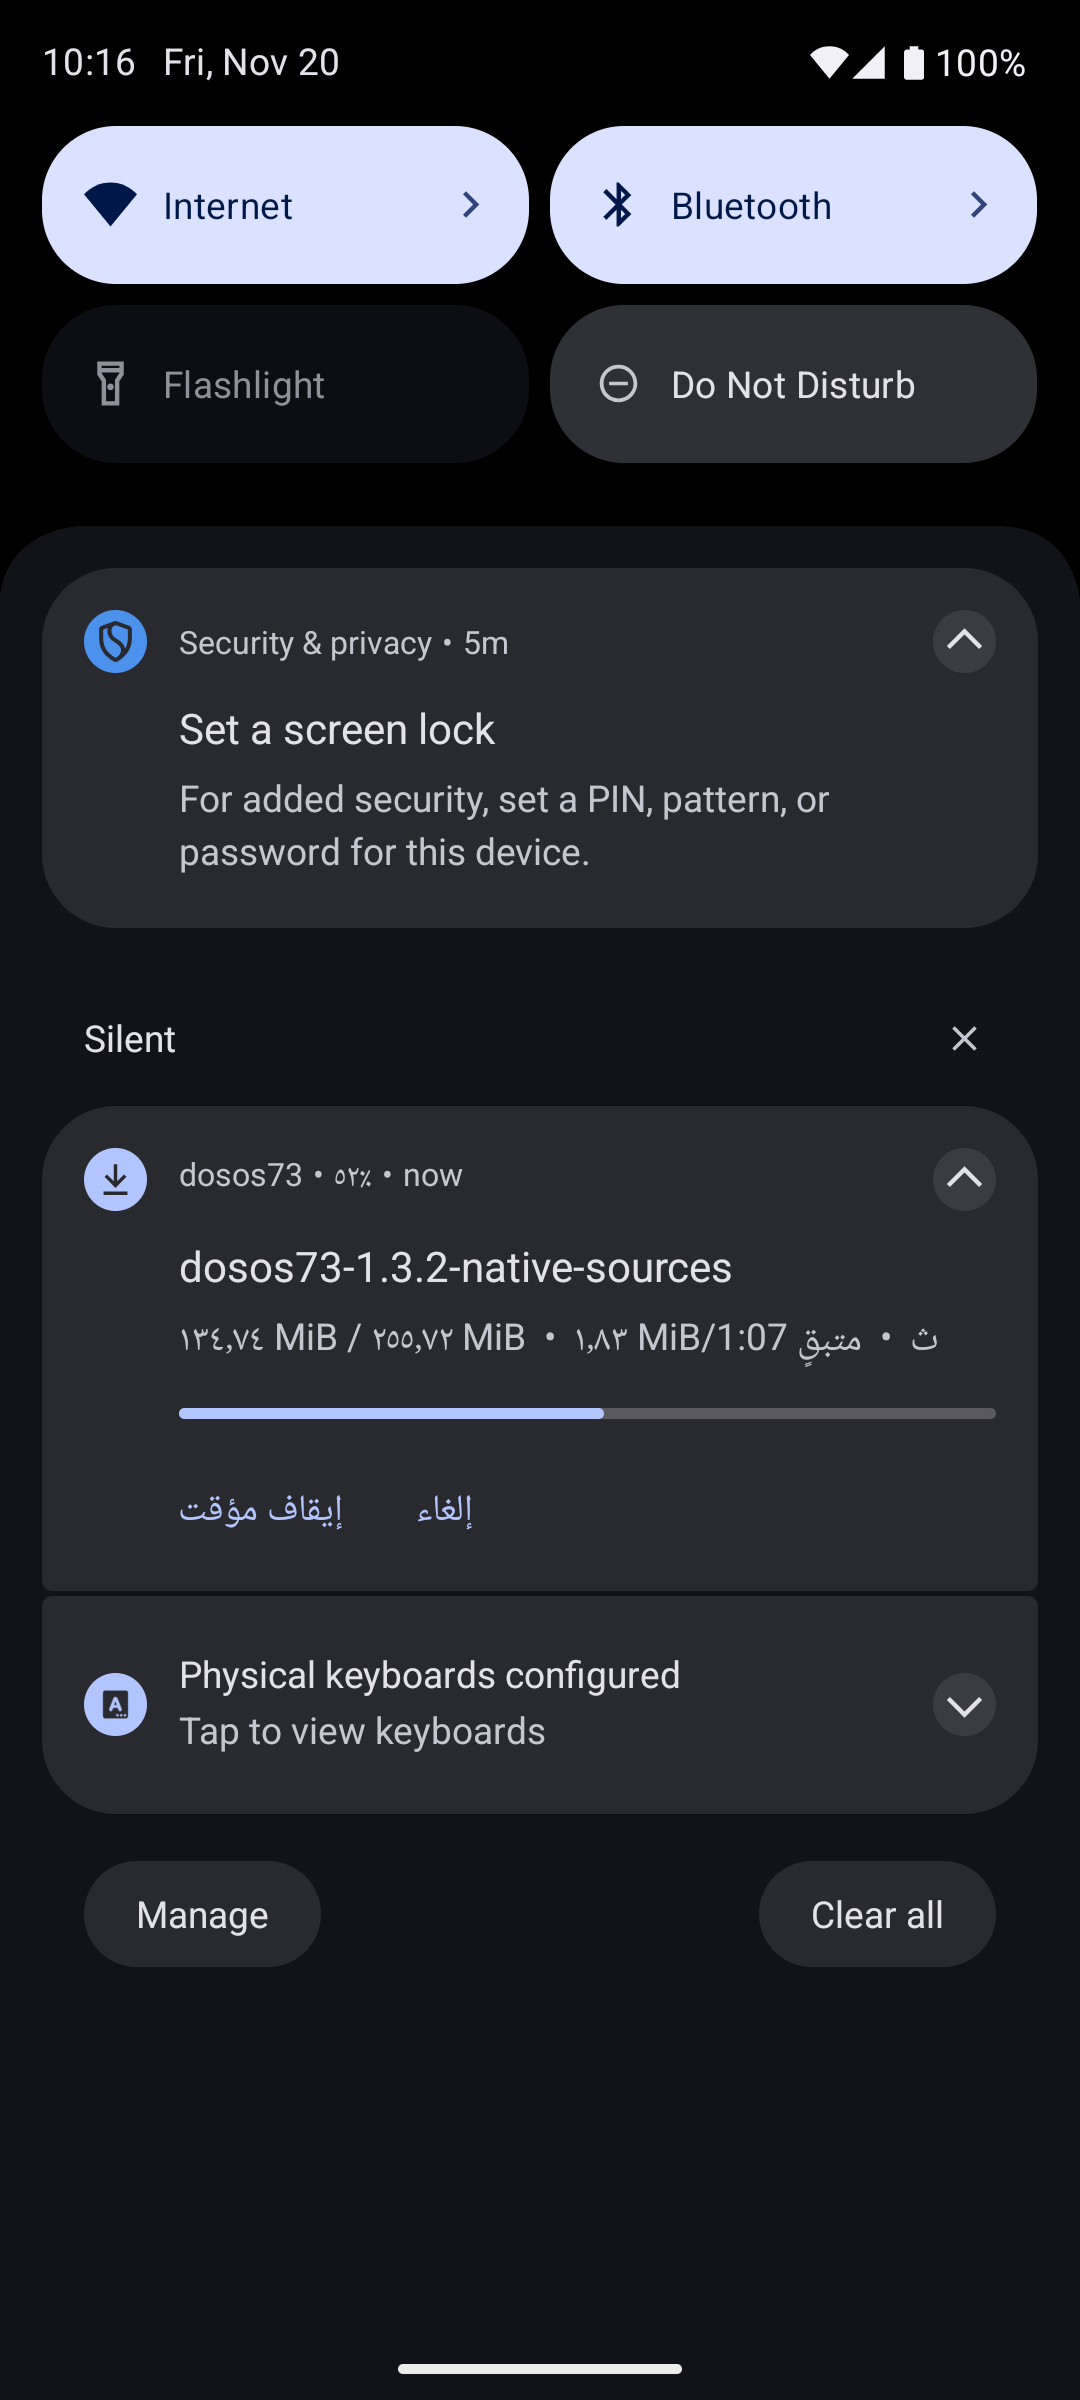 10:16 Fri, Nov 20 100%
Internet
Bluetooth
Flashlight
Do Not Disturb
Security & privacy • 5m
Set a screen lock
For added security, set a PIN, pattern, or
password for this device.
Silent
dosos73 • ٥٢٪ • now
dosos73-1.3.2-native-sources
١٣٤,٧٤ MiB / ٢٥٥,٧٢ MiB • ١,٨٣ MiB/ث • متبقٍ 1:07
إيقاف مؤقت
إلغاء
Physical keyboards configured
Tap to view keyboards
Manage
Clear all